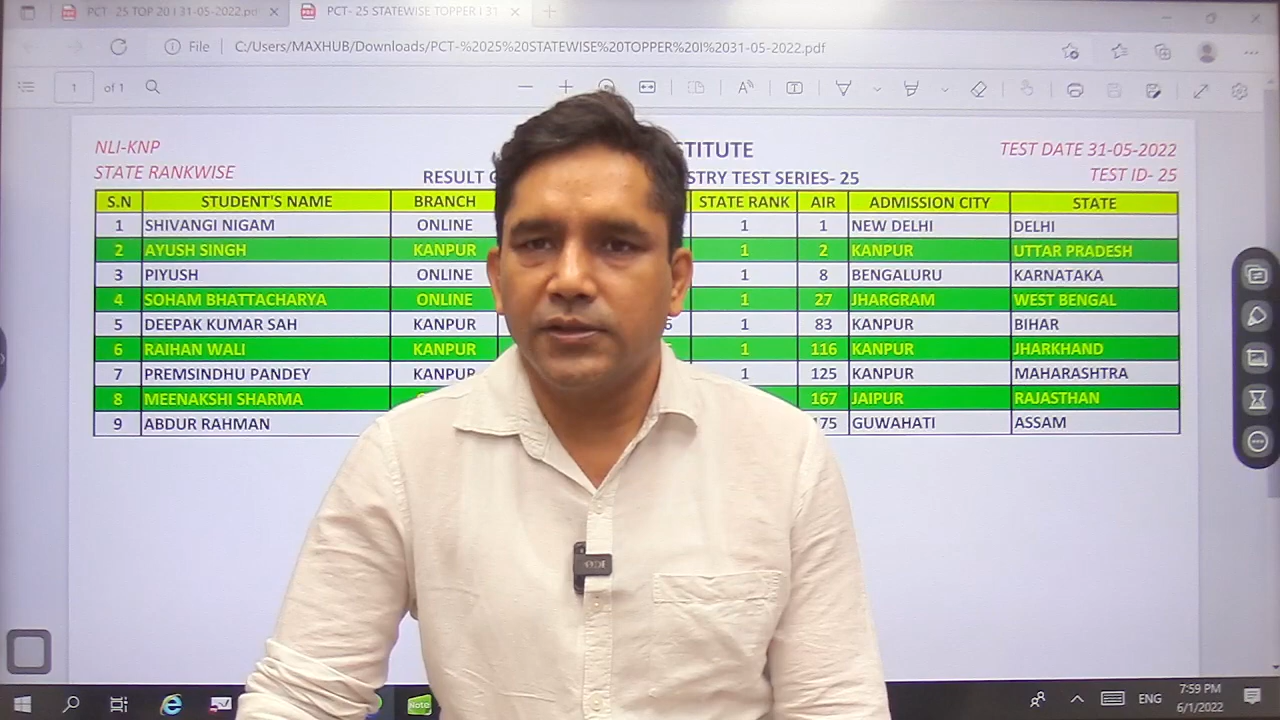 PCT- 25 TOP 20 I 31-05-2022.pd
PCT- 25 STATEWISE TOPPER I 31
File C:/Users/MAXHUB/Downloads/PCT-%2025%20STATEWISE%20TOPPER%20I%2031-05-2022.pdf
1 of 1
NLI-KNP STITUTE TEST DATE 31-05-2022
STATE RANKWISE RESULT STRY TEST SERIES- 25 TEST ID- 25
S.N STUDENT'S NAME BRANCH STATE RANK AIR ADMISSION CITY STATE
1 SHIVANGI NIGAM ONLINE 1 1 NEW DELHI DELHI
2 AYUSH SINGH KANPUR 1 2 KANPUR UTTAR PRADESH
3 PIYUSH ONLINE 1 8 BENGALURU KARNATAKA
4 SOHAM BHATTACHARYA ONLINE 1 27 JHARGRAM WEST BENGAL
5 DEEPAK KUMAR SAH KANPUR 1 83 KANPUR BIHAR
6 RAIHAN WALI KANPUR 1 116 KANPUR JHARKHAND
7 PREMSINDHU PANDEY KANPUR 1 125 KANPUR MAHARASHTRA
8 MEENAKSHI SHARMA 167 JAIPUR RAJASTHAN
9 ABDUR RAHMAN 175 GUWAHATI ASSAM
Note
ENG
7:59 PM
6/1/2022